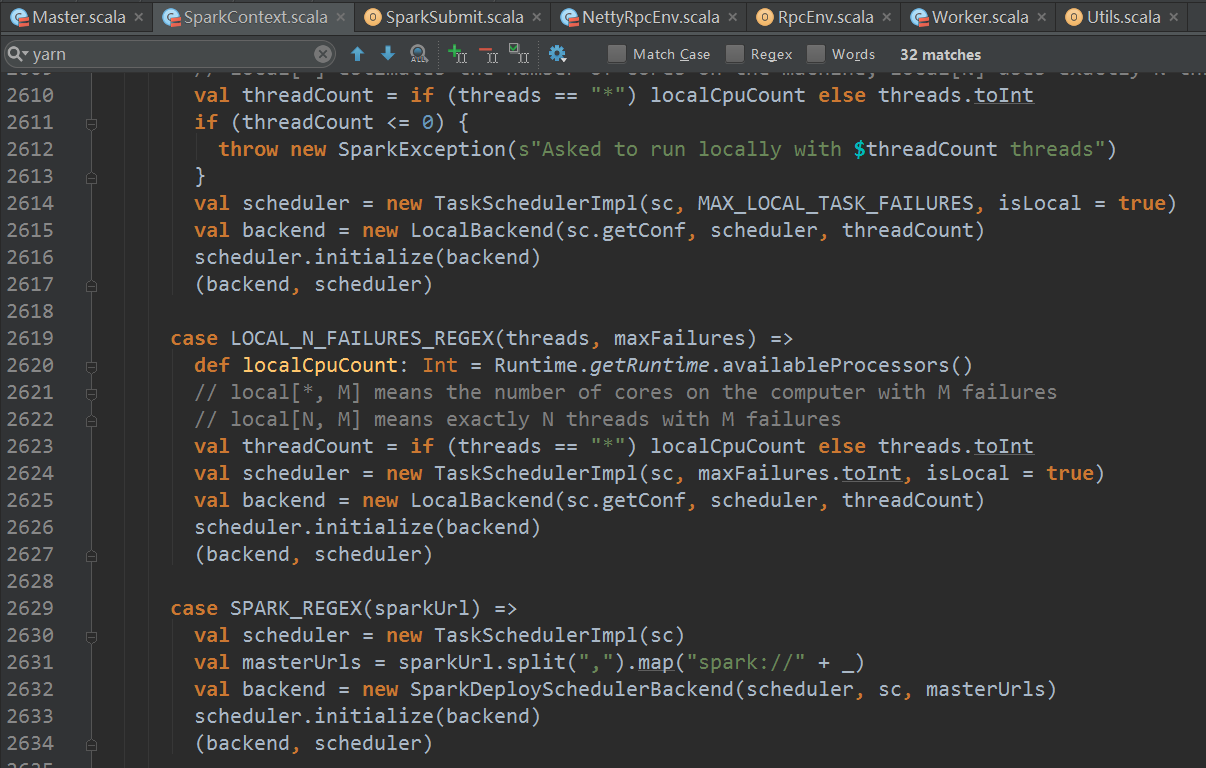 Master.scala × SparkContext.scala × SparkSubmit.scala × NettyRpcEnv.scala × RpcEnv.scala × Worker.scala × Utils.scala ×
yarn Match Case Regex Words 32 matches
2610 val threadCount = if (threads == "*") localCpuCount else threads.toInt
2611 if (threadCount <= 0) {
2612 throw new SparkException(s"Asked to run locally with $threadCount threads")
2613 }
2614 val scheduler = new TaskSchedulerImpl(sc, MAX_LOCAL_TASK_FAILURES, isLocal = true)
2615 val backend = new LocalBackend(sc.getConf, scheduler, threadCount)
2616 scheduler.initialize(backend)
2617 (backend, scheduler)
2618
2619 case LOCAL_N_FAILURES_REGEX(threads, maxFailures) =>
2620 def localCpuCount: Int = Runtime.getRuntime.availableProcessors()
2621 // local[*, M] means the number of cores on the computer with M failures
2622 // local[N, M] means exactly N threads with M failures
2623 val threadCount = if (threads == "*") localCpuCount else threads.toInt
2624 val scheduler = new TaskSchedulerImpl(sc, maxFailures.toInt, isLocal = true)
2625 val backend = new LocalBackend(sc.getConf, scheduler, threadCount)
2626 scheduler.initialize(backend)
2627 (backend, scheduler)
2628
2629 case SPARK_REGEX(sparkUrl) =>
2630 val scheduler = new TaskSchedulerImpl(sc)
2631 val masterUrls = sparkUrl.split(",").map("spark://" + _)
2632 val backend = new SparkDeploySchedulerBackend(scheduler, sc, masterUrls)
2633 scheduler.initialize(backend)
2634 (backend, scheduler)